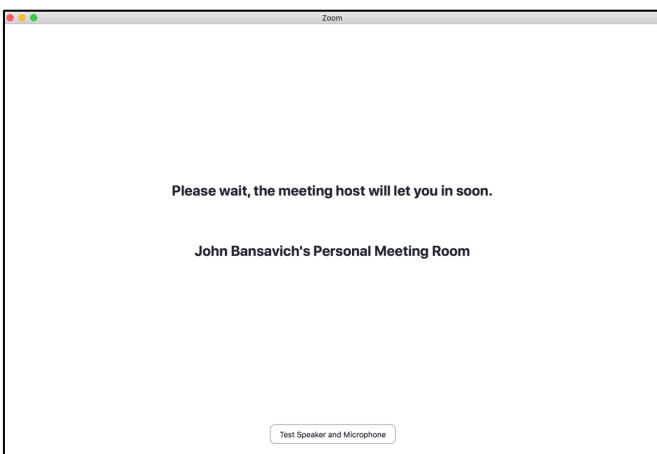 Zoom
Please wait, the meeting host will let you in soon.
John Bansavich's Personal Meeting Room
Test Speaker and Microphone